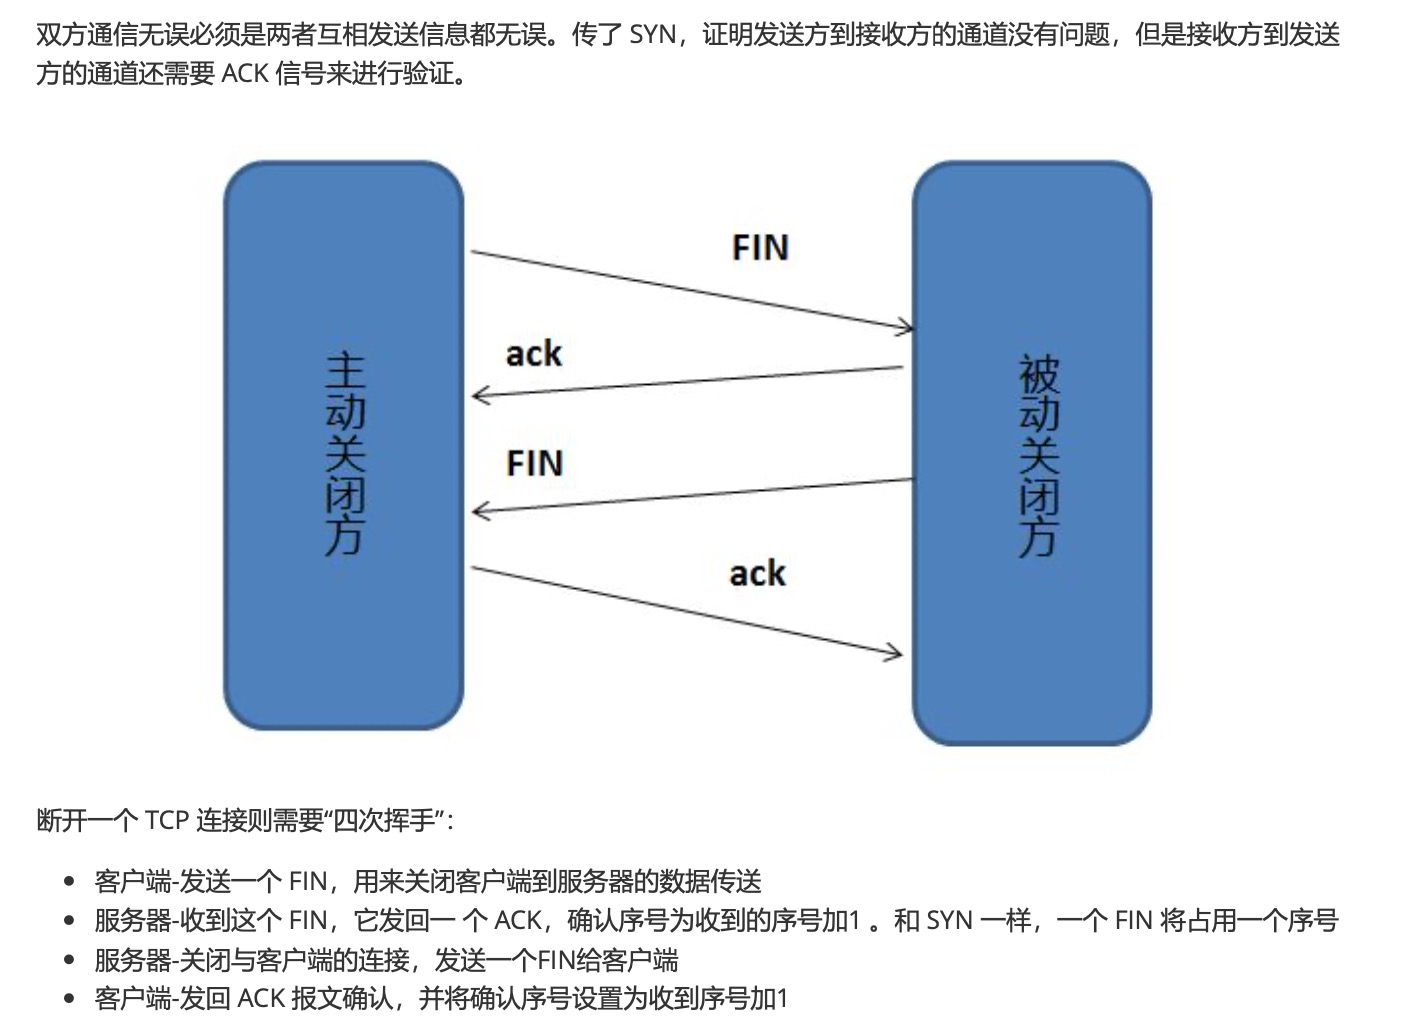 双方通信无误必须是两者互相发送信息都无误。传了 SYN，证明发送方到接收方的通道没有问题，但是接收方到发送
方的通道还需要 ACK 信号来进行验证。
FIN
ack
FIN
ack
主动关闭方
被动关闭方
断开一个 TCP 连接则需要“四次挥手”：
• 客户端-发送一个 FIN，用来关闭客户端到服务器的数据传送
• 服务器-收到这个 FIN，它发回一 个 ACK，确认序号为收到的序号加1 。和 SYN 一样，一个 FIN 将占用一个序号
• 服务器-关闭与客户端的连接，发送一个FIN给客户端
• 客户端-发回 ACK 报文确认，并将确认序号设置为收到序号加1